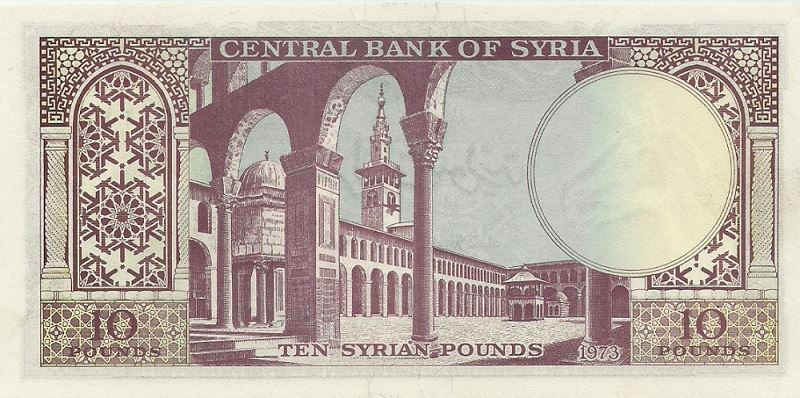 CENTRAL BANK OF SYRIA
10
POUNDS
TEN SYRIAN POUNDS 1973
10
POUNDS